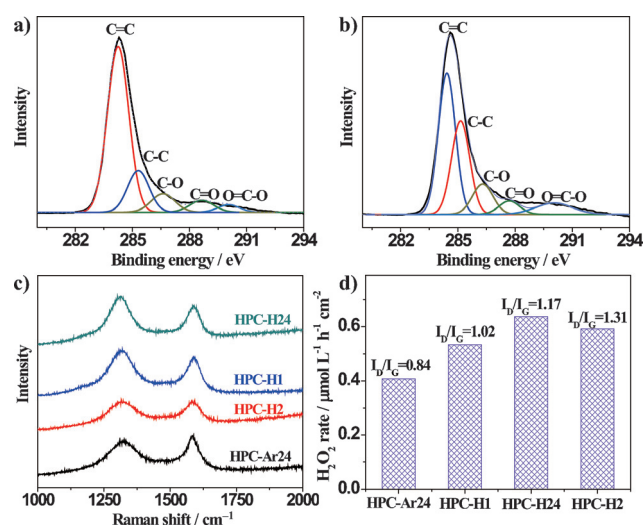 a)
C=C
C-C
C-O
C=O
O=C-O
Intensity
282 285 288 291 294
Binding energy / eV
b)
C=C
C-C
C-O
C=O
O=C-O
Intensity
282 285 288 291 294
Binding energy / eV
c)
HPC-H24
HPC-H1
HPC-H2
HPC-Ar24
Intensity
1000 1250 1500 1750 2000
Raman shift / cm⁻¹
d)
I_D/I_G=1.17
I_D/I_G=1.31
I_D/I_G=1.02
I_D/I_G=0.84
H₂O₂ rate / μmol L⁻¹ h⁻¹ cm⁻²
0.6
0.4
0.2
0.0
HPC-Ar24 HPC-H1 HPC-H24 HPC-H2